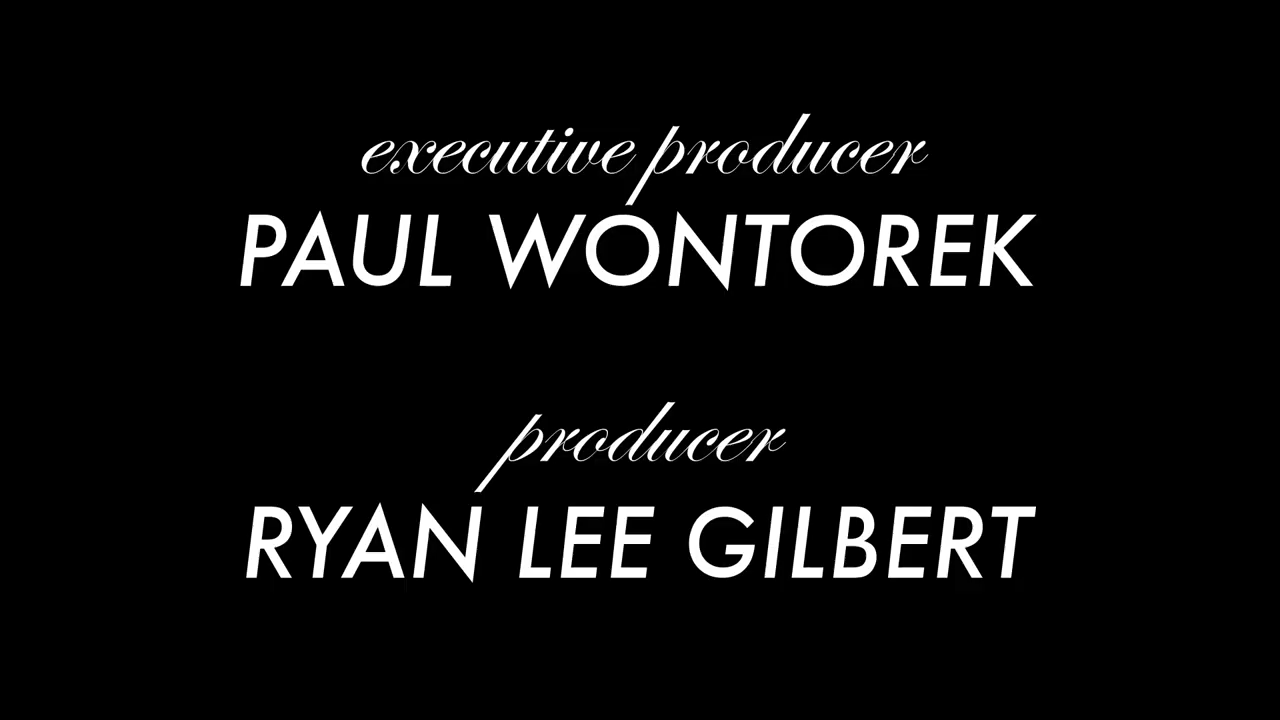 executive producer
PAUL WONTOREK
producer
RYAN LEE GILBERT